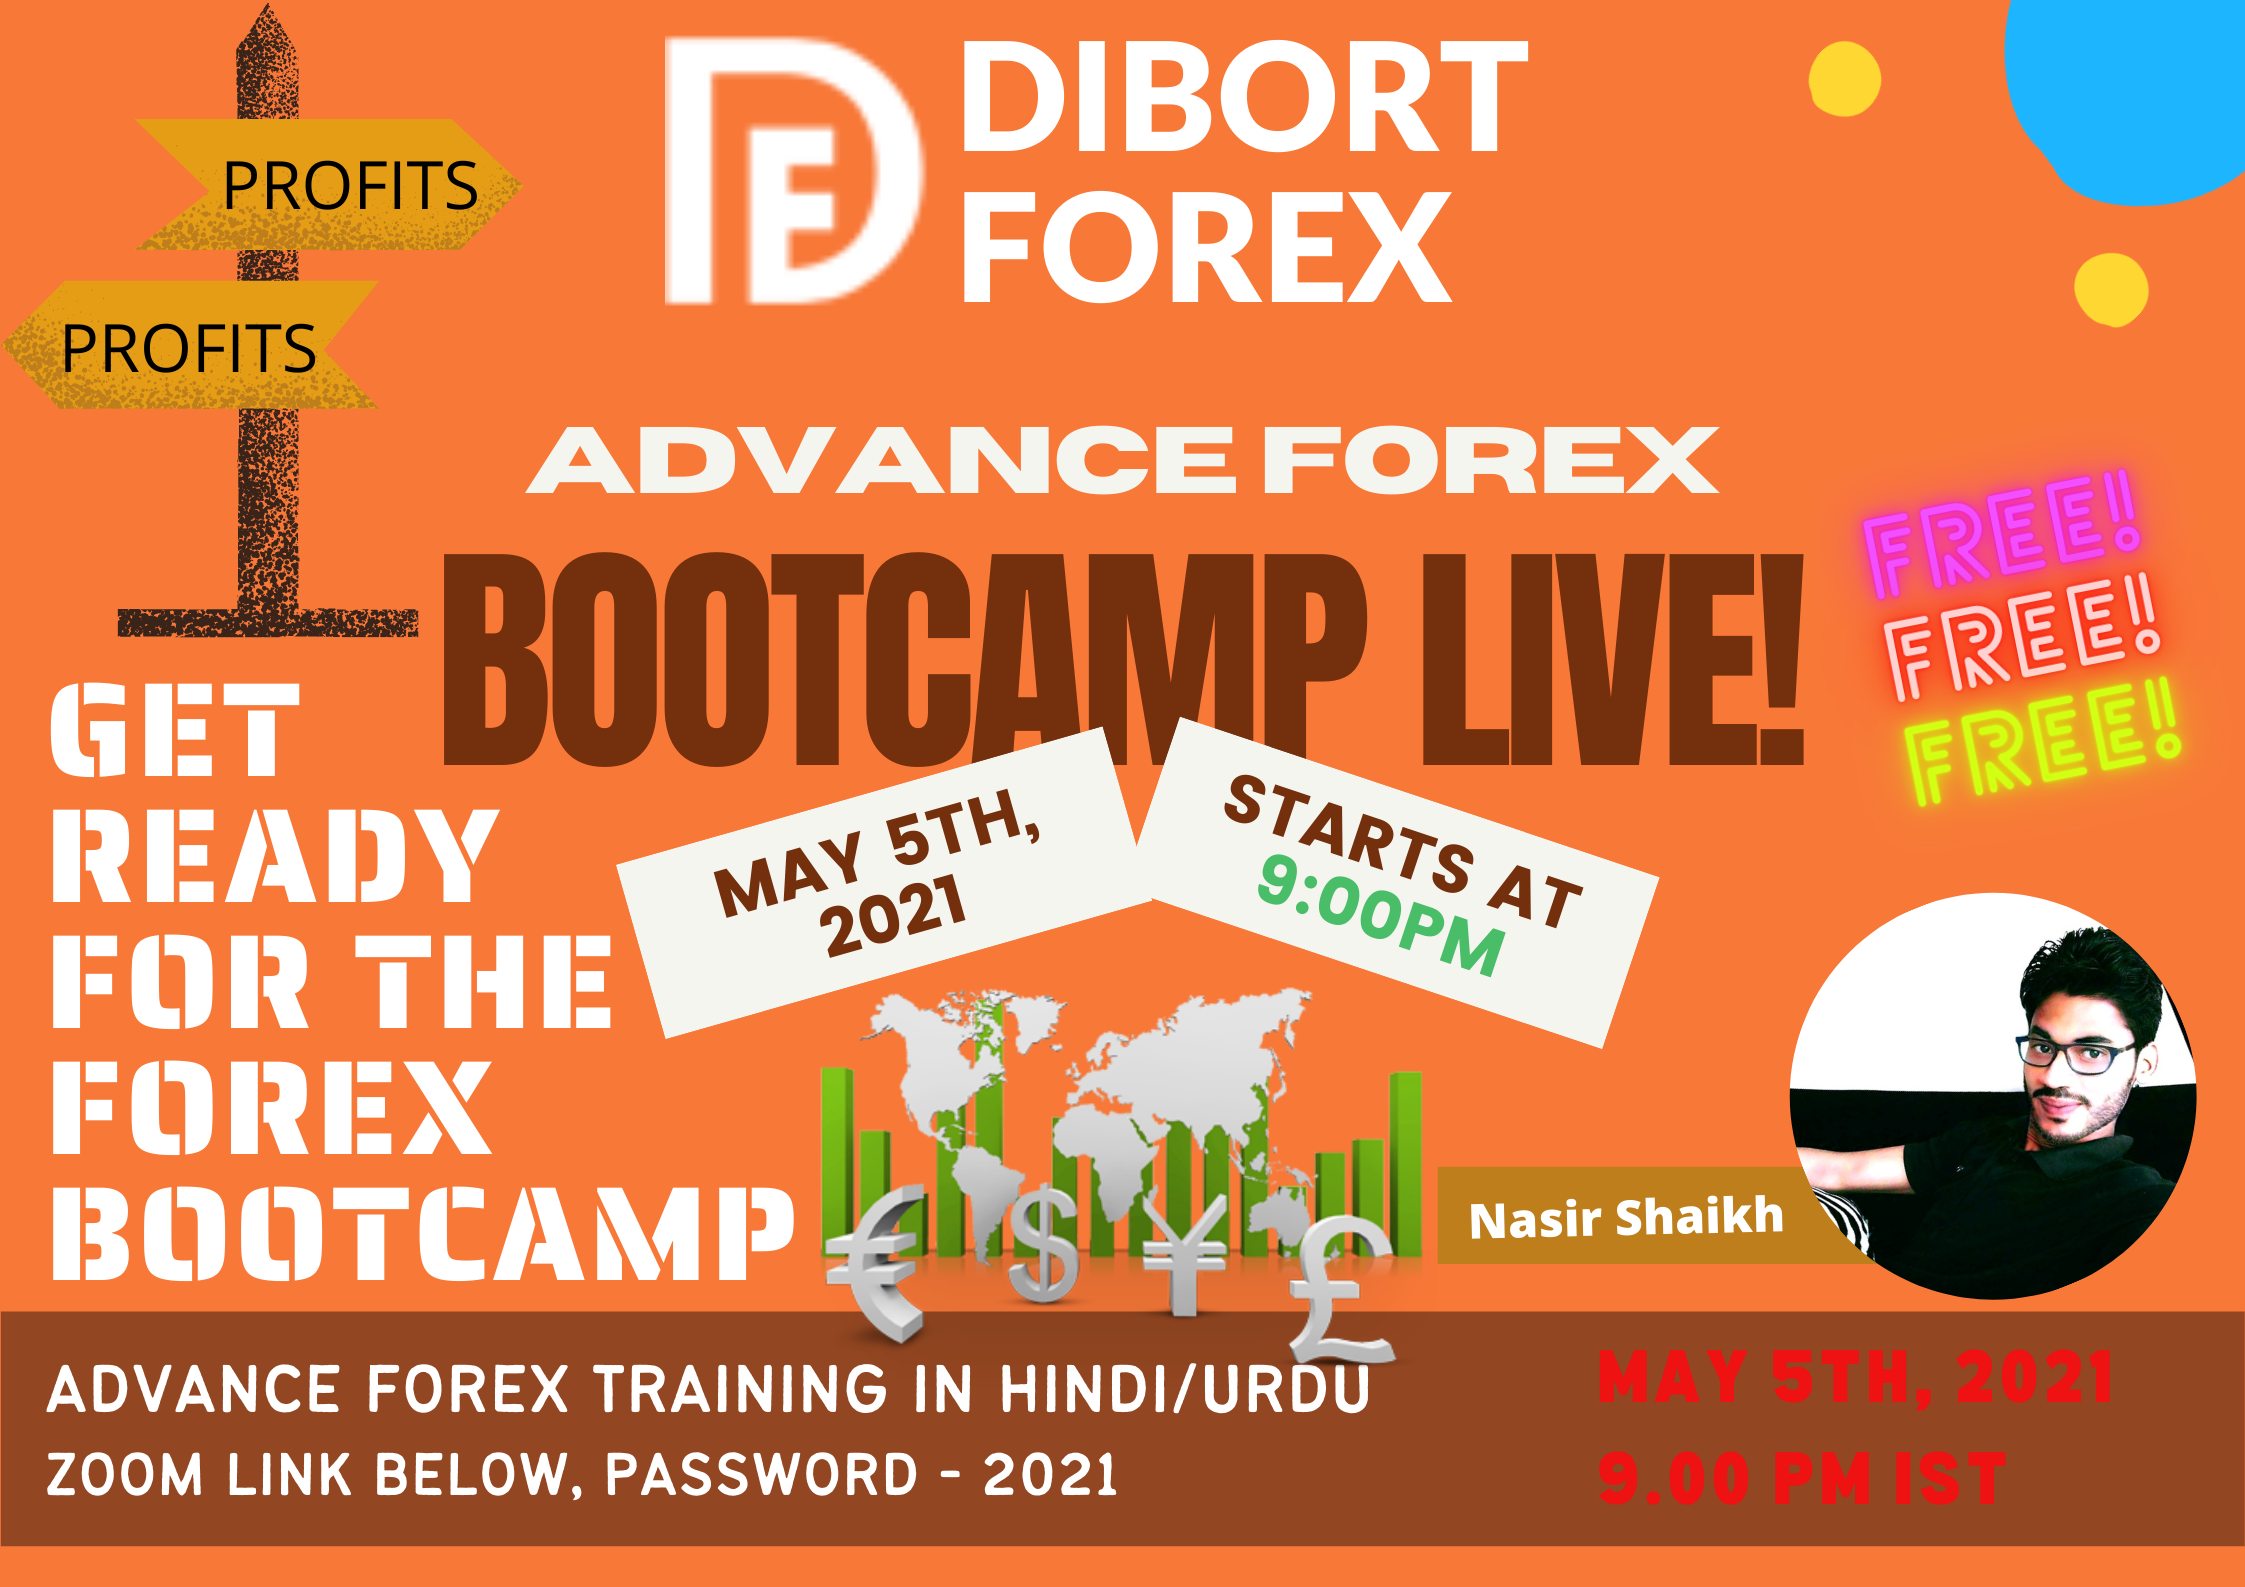 PROFITS
PROFITS
DIBORT
FOREX
ADVANCE FOREX
BOOTCAMP LIVE!
FREE!
FREE!
FREE!
MAY 5TH,
2021
STARTS AT
9:00PM
GET
READY
FOR THE
FOREX
BOOTCAMP
Nasir Shaikh
ADVANCE FOREX TRAINING IN HINDI/URDU
ZOOM LINK BELOW, PASSWORD - 2021
MAY 5TH, 2021
9.00 PM IST